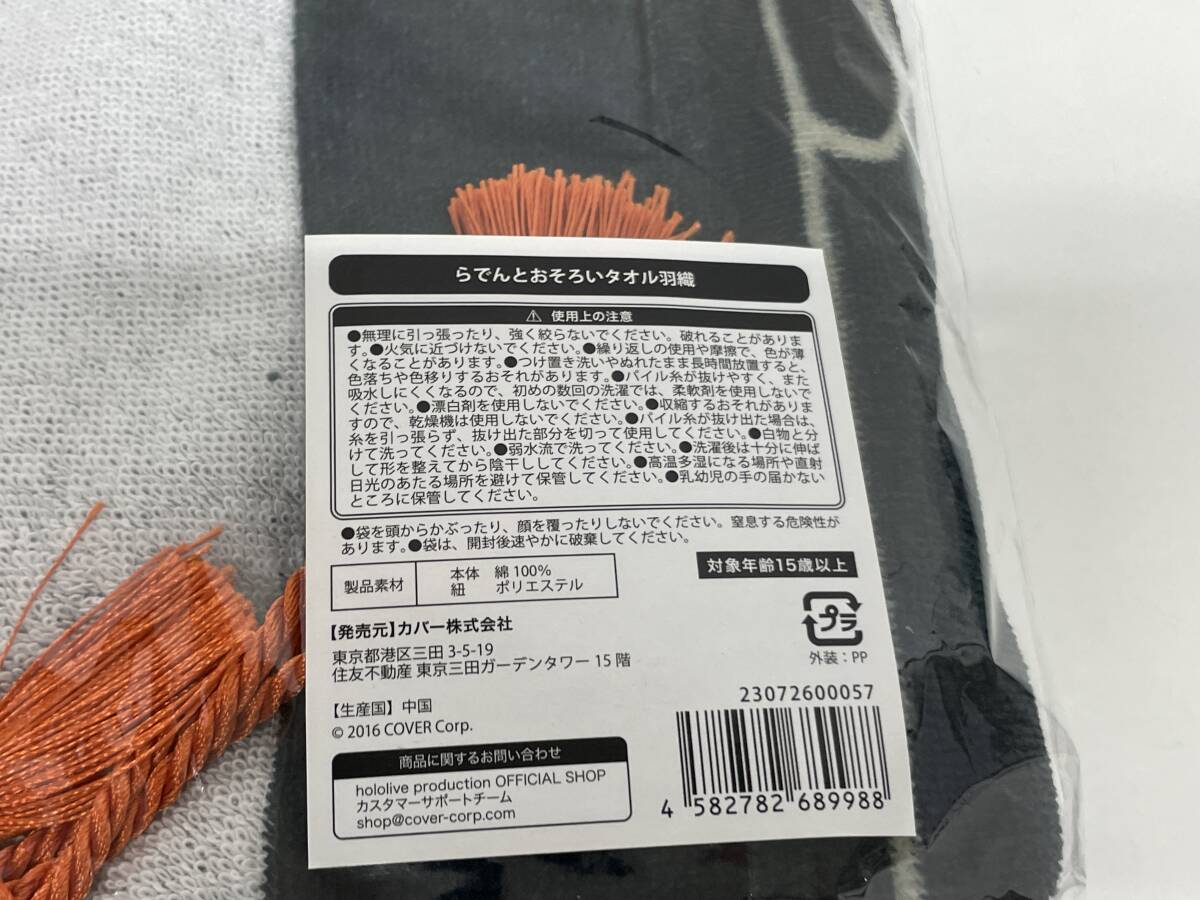 らでんとおそろいタオル羽織
⚠ 使用上の注意
●無理に引っ張ったり、強く絞らないでください。破れることがありま
す。●火気に近づけないでください。●繰り返しの使用や摩擦で、色が薄
くなることがあります。●つけ置き洗いやぬれたまま長時間放置すると、
色落ちや色移りするおそれがあります。●パイル糸が抜けやすく、また
吸水しにくくなるので、初めの数回の洗濯では、柔軟剤を使用しないで
ください。●漂白剤を使用しないでください。●収縮するおそれがありま
すので、乾燥機は使用しないでください。●パイル糸が抜け出た場合は、
糸を引っ張らず、抜け出た部分を切って使用してください。●白物と分
けて洗ってください。●弱水流で洗ってください。●洗濯後は十分に伸ば
して形を整えてから陰干ししてください。●高温多湿になる場所や直射
日光のあたる場所を避けて保管してください。●乳幼児の手の届かない
ところに保管してください。
●袋を頭からかぶったり、顔を覆ったりしないでください。窒息する危険性が
あります。●袋は、開封後速やかに破棄してください。
製品素材
本体 綿 100%
紐 ポリエステル
対象年齢15歳以上
【発売元】カバー株式会社
東京都港区三田 3-5-19
住友不動産 東京三田ガーデンタワー 15 階
プラ
外装：PP
【生産国】中国
© 2016 COVER Corp.
商品に関するお問い合わせ
hololive production OFFICIAL SHOP
カスタマーサポートチーム
shop@cover-corp.com
23072600057
4 582782 689988